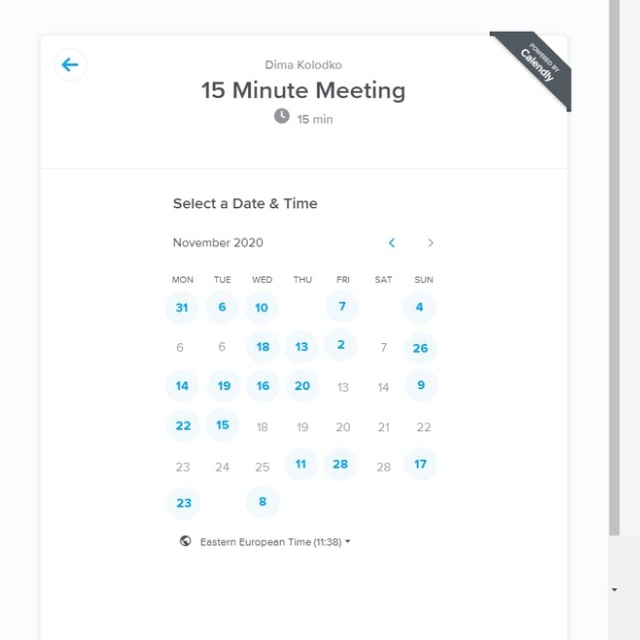 POWERED BY
Calendly
Dima Kolodko
15 Minute Meeting
15 min
Select a Date & Time
November 2020
MON TUE WED THU FRI SAT SUN
31 6 10 7 4
6 6 18 13 2 7 26
14 19 16 20 13 14 9
22 15 18 19 20 21 22
23 24 25 11 28 28 17
23 8
Eastern European Time (11:38)